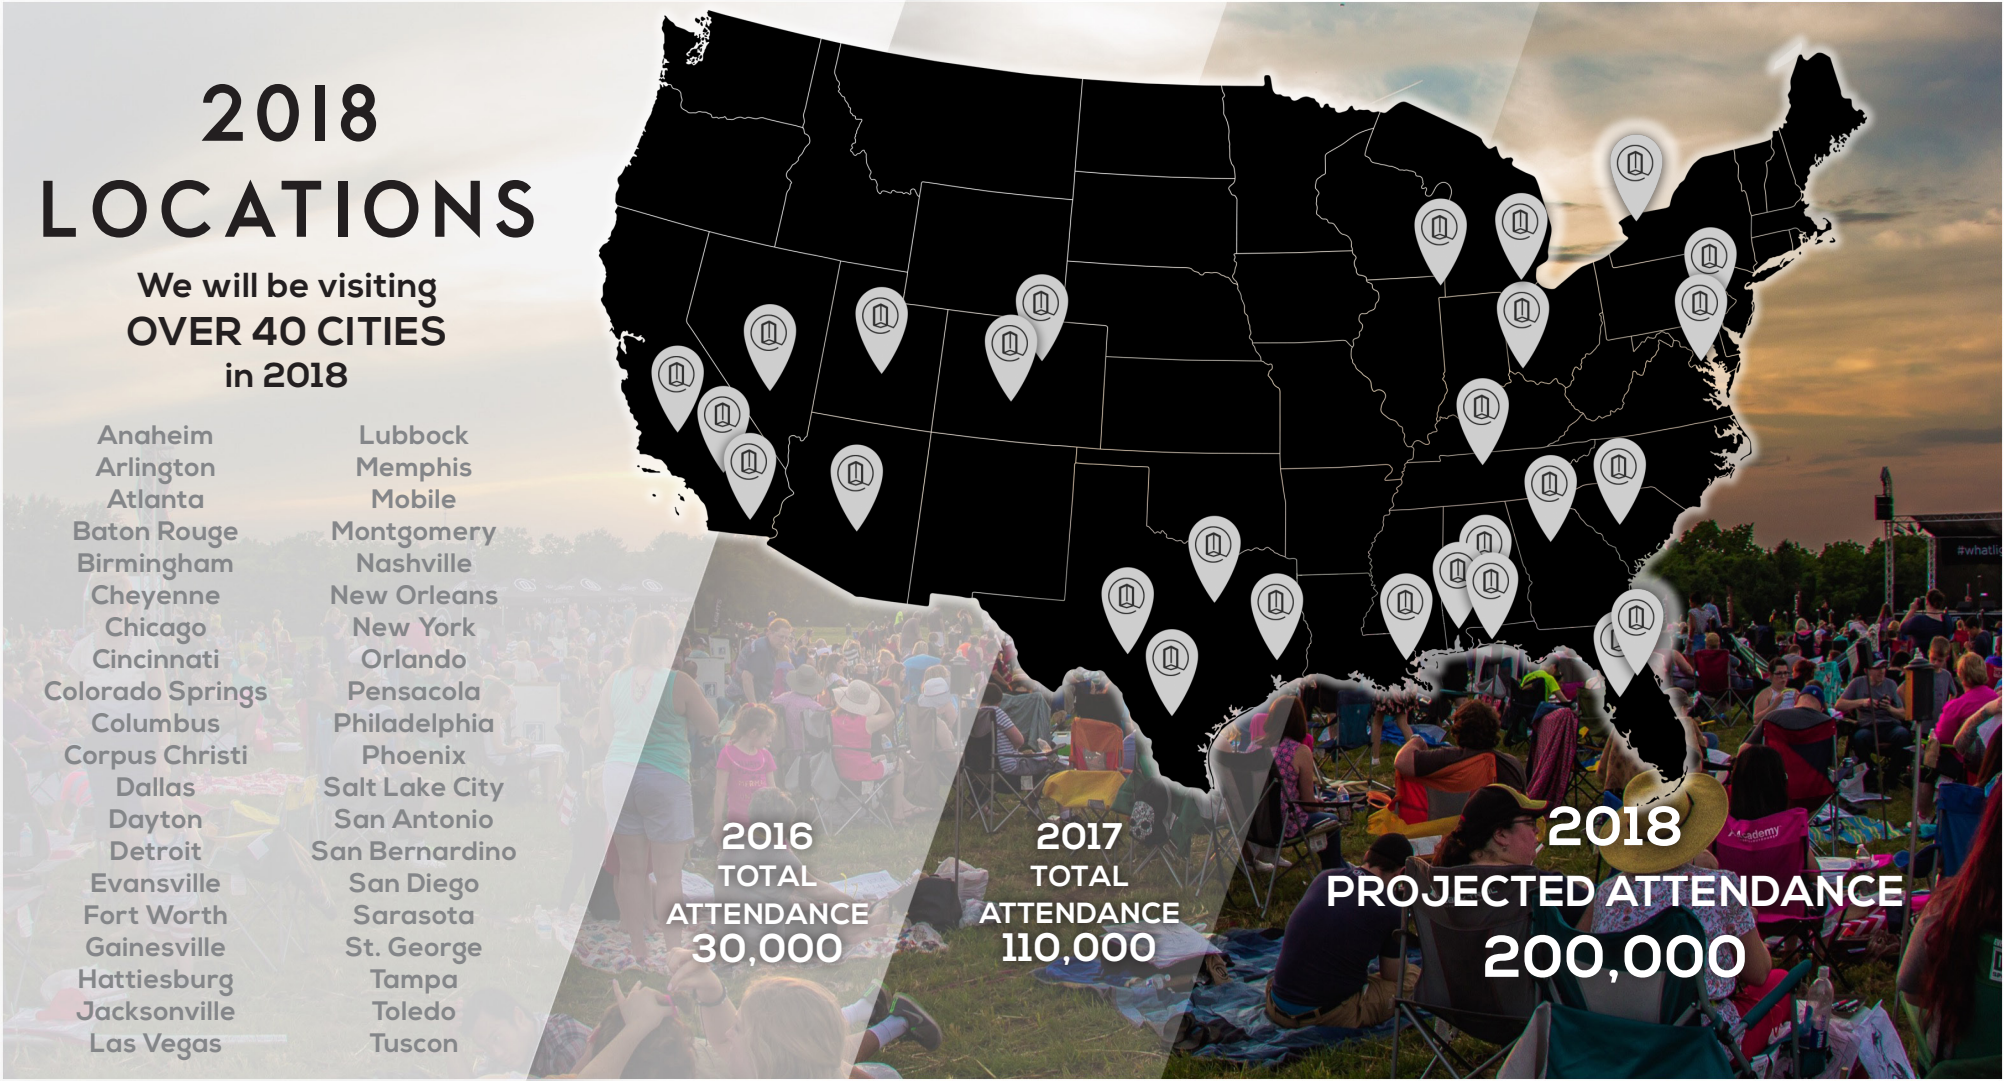 2018
LOCATIONS
We will be visiting
OVER 40 CITIES
in 2018
Anaheim
Arlington
Atlanta
Baton Rouge
Birmingham
Cheyenne
Chicago
Cincinnati
Colorado Springs
Columbus
Corpus Christi
Dallas
Dayton
Detroit
Evansville
Fort Worth
Gainesville
Hattiesburg
Jacksonville
Las Vegas
Lubbock
Memphis
Mobile
Montgomery
Nashville
New Orleans
New York
Orlando
Pensacola
Philadelphia
Phoenix
Salt Lake City
San Antonio
San Bernardino
San Diego
Sarasota
St. George
Tampa
Toledo
Tuscon
2016
TOTAL
ATTENDANCE
30,000
2017
TOTAL
ATTENDANCE
110,000
2018
PROJECTED ATTENDANCE
200,000
#whatlig
Academy